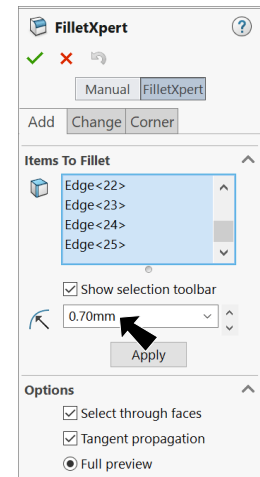 FilletXpert
?
Manual FilletXpert
Add Change Corner
Items To Fillet
Edge<22>
Edge<23>
Edge<24>
Edge<25>
Show selection toolbar
0.70mm
Apply
Options
Select through faces
Tangent propagation
Full preview